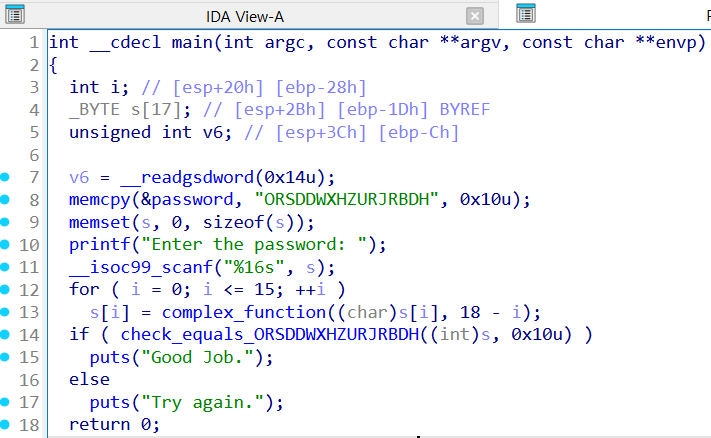 IDA View-A
P
1 int __cdecl main(int argc, const char **argv, const char **envp)
2 {
3 int i; // [esp+20h] [ebp-28h]
4 _BYTE s[17]; // [esp+2Bh] [ebp-1Dh] BYREF
5 unsigned int v6; // [esp+3Ch] [ebp-Ch]
6
7 v6 = __readgsdword(0x14u);
8 memcpy(&password, "ORSDDWXHZURJRBDH", 0x10u);
9 memset(s, 0, sizeof(s));
10 printf("Enter the password: ");
11 __isoc99_scanf("%16s", s);
12 for ( i = 0; i <= 15; ++i )
13 s[i] = complex_function((char)s[i], 18 - i);
14 if ( check_equals_ORSDDWXHZURJRBDH((int)s, 0x10u) )
15 puts("Good Job.");
16 else
17 puts("Try again.");
18 return 0;